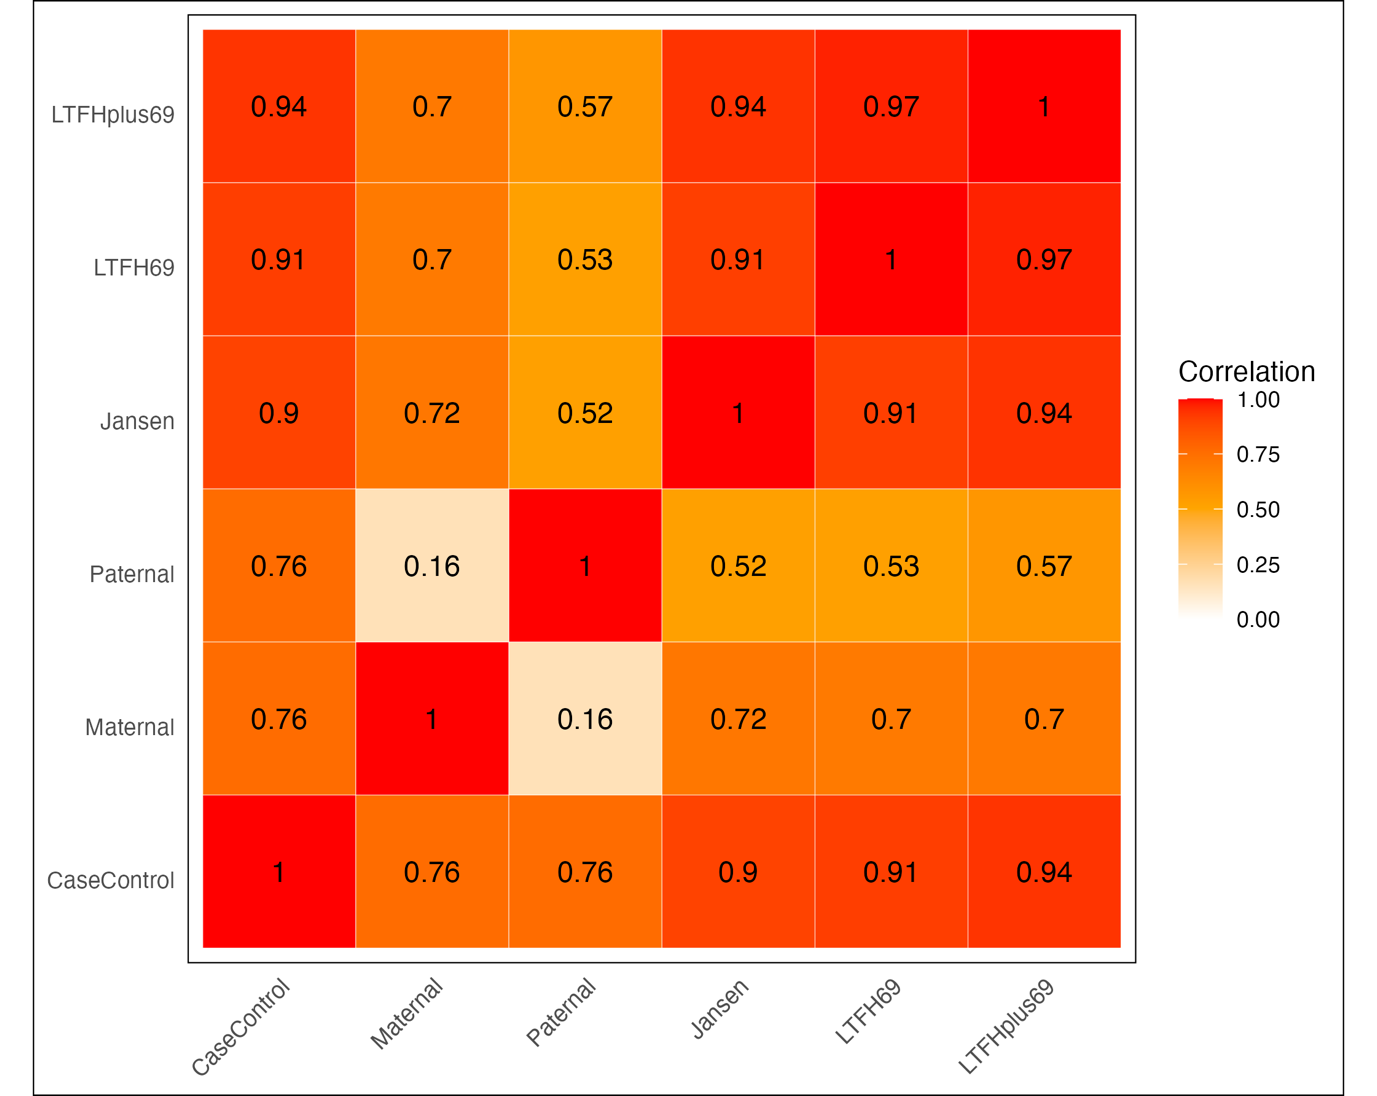 LTFHplus69 0.94 0.7 0.57 0.94 0.97 1
LTFH69 0.91 0.7 0.53 0.91 1 0.97
Jansen 0.9 0.72 0.52 1 0.91 0.94
Paternal 0.76 0.16 1 0.52 0.53 0.57
Maternal 0.76 1 0.16 0.72 0.7 0.7
CaseControl 1 0.76 0.76 0.9 0.91 0.94
CaseControl Maternal Paternal Jansen LTFH69 LTFHplus69
Correlation
1.00
0.75
0.50
0.25
0.00